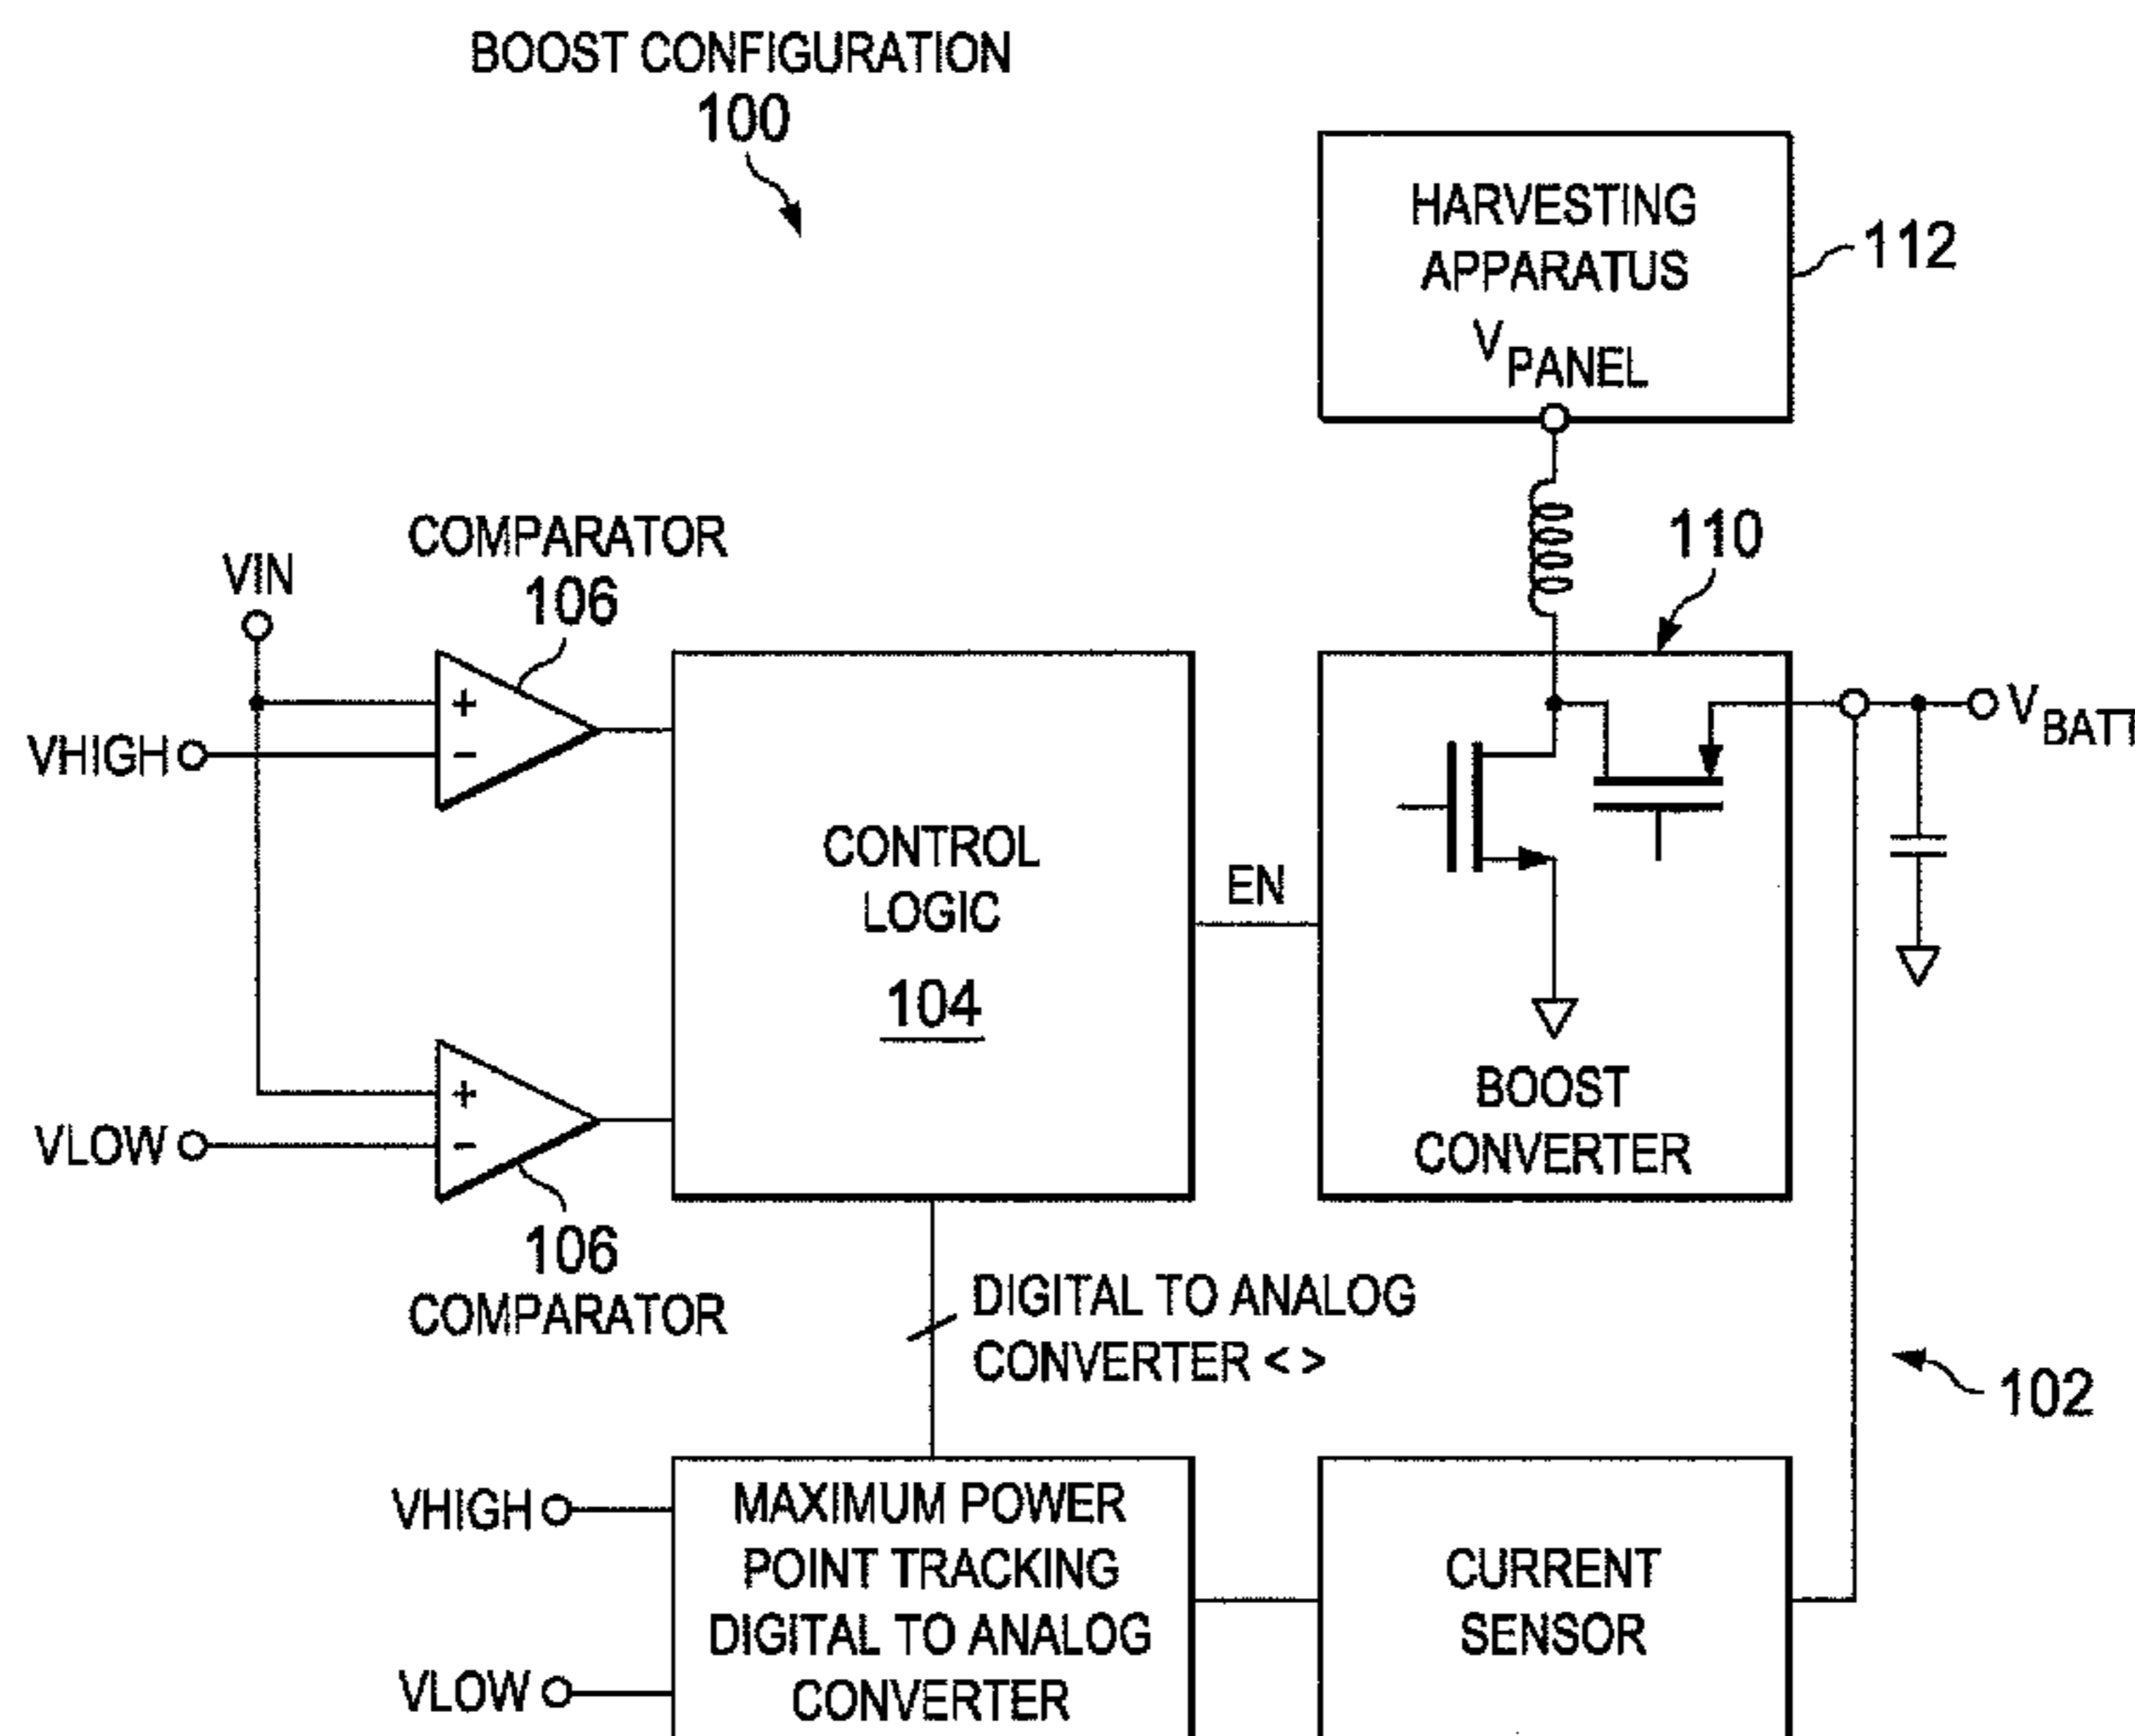 BOOST CONFIGURATION
100
HARVESTING
APPARATUS
VPANEL
112
COMPARATOR
106
VIN
110
+
-
VHIGH
VBATT
CONTROL
LOGIC
104
EN
BOOST
CONVERTER
+
-
VLOW
106
COMPARATOR
DIGITAL TO ANALOG
CONVERTER < >
102
VHIGH
VLOW
MAXIMUM POWER
POINT TRACKING
DIGITAL TO ANALOG
CONVERTER
CURRENT
SENSOR